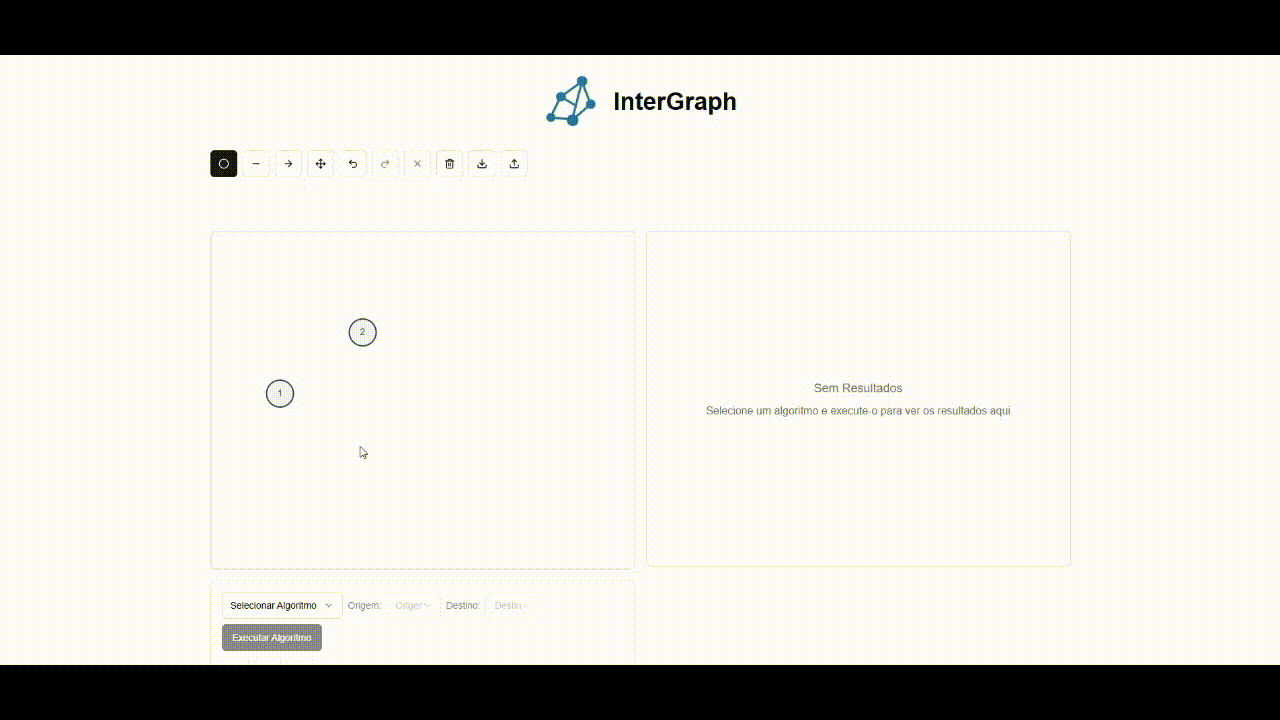 InterGraph
2
1
Sem Resultados
Selecione um algoritmo e execute-o para ver os resultados aqui
Selecionar Algoritmo Origem: Origer Destino: Destin
Executar Algoritmo